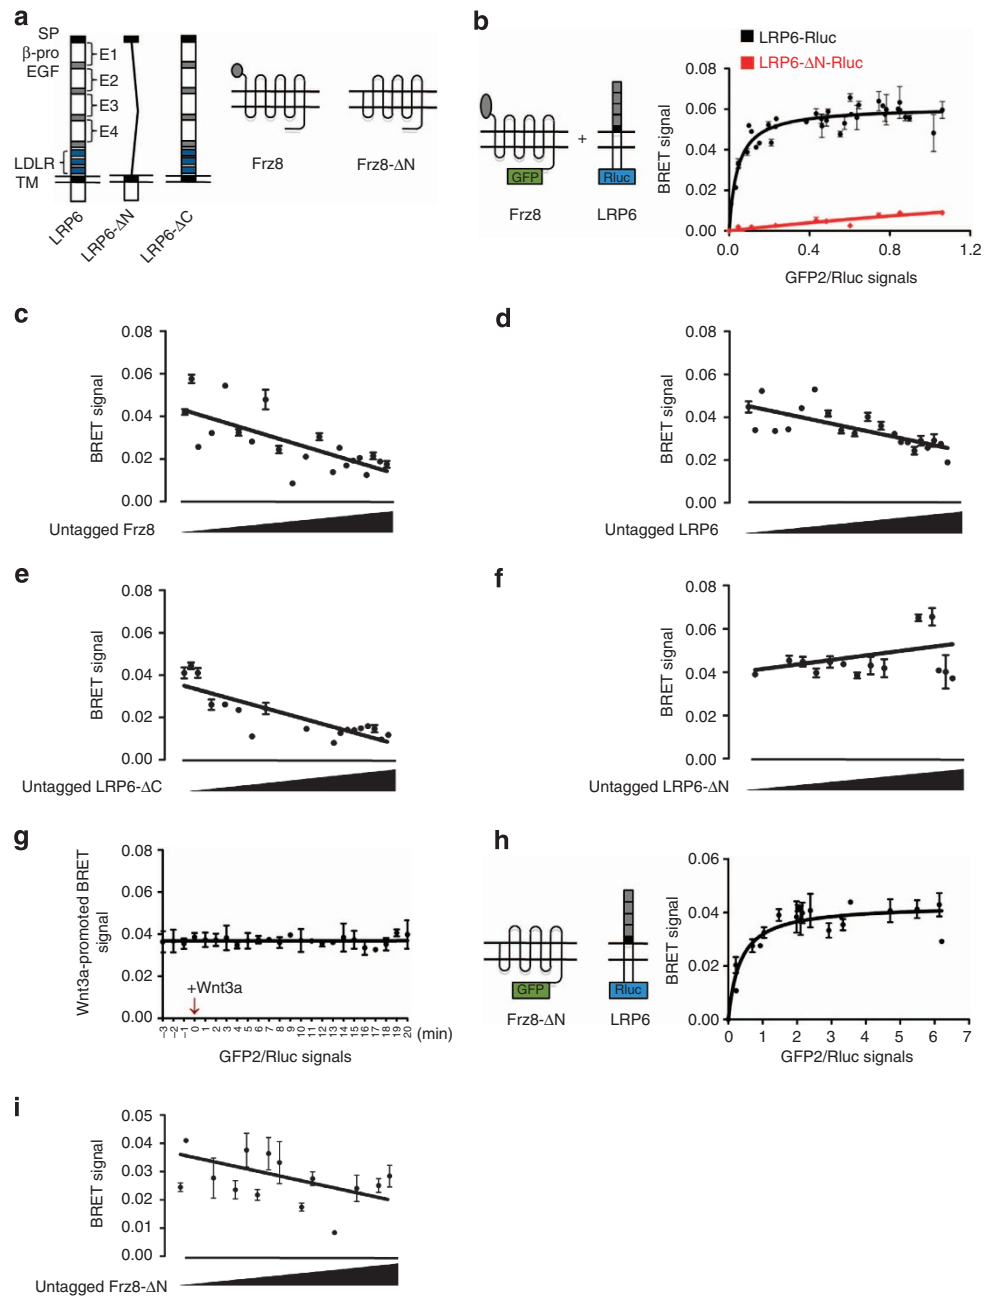 a
SP
β-pro
EGF
E1
E2
E3
E4
LDLR
TM
LRP6
LRP6-ΔN
LRP6-ΔC
Frz8
Frz8-ΔN
b
GFP
Frz8
+
Rluc
LRP6
LRP6-Rluc
LRP6-ΔN-Rluc
BRET signal
0.08
0.06
0.04
0.02
0.00
0.0 0.4 0.8 1.2
GFP2/Rluc signals
c
BRET signal
0.08
0.06
0.04
0.02
0.00
Untagged Frz8
d
BRET signal
0.08
0.06
0.04
0.02
0.00
Untagged LRP6
e
BRET signal
0.08
0.06
0.04
0.02
0.00
Untagged LRP6-ΔC
f
BRET signal
0.08
0.06
0.04
0.02
0.00
Untagged LRP6-ΔN
g
Wnt3a-promoted BRET
signal
0.08
0.06
0.04
0.02
0.00
+Wnt3a
-3 -2 -1 0 1 2 3 4 5 6 7 8 9 10 11 12 13 14 15 16 17 18 19 20 (min)
GFP2/Rluc signals
h
GFP
Frz8-ΔN
Rluc
LRP6
BRET signal
0.06
0.04
0.02
0.00
0 1 2 3 4 5 6 7
GFP2/Rluc signals
i
BRET signal
0.05
0.04
0.03
0.02
0.01
0.00
Untagged Frz8-ΔN